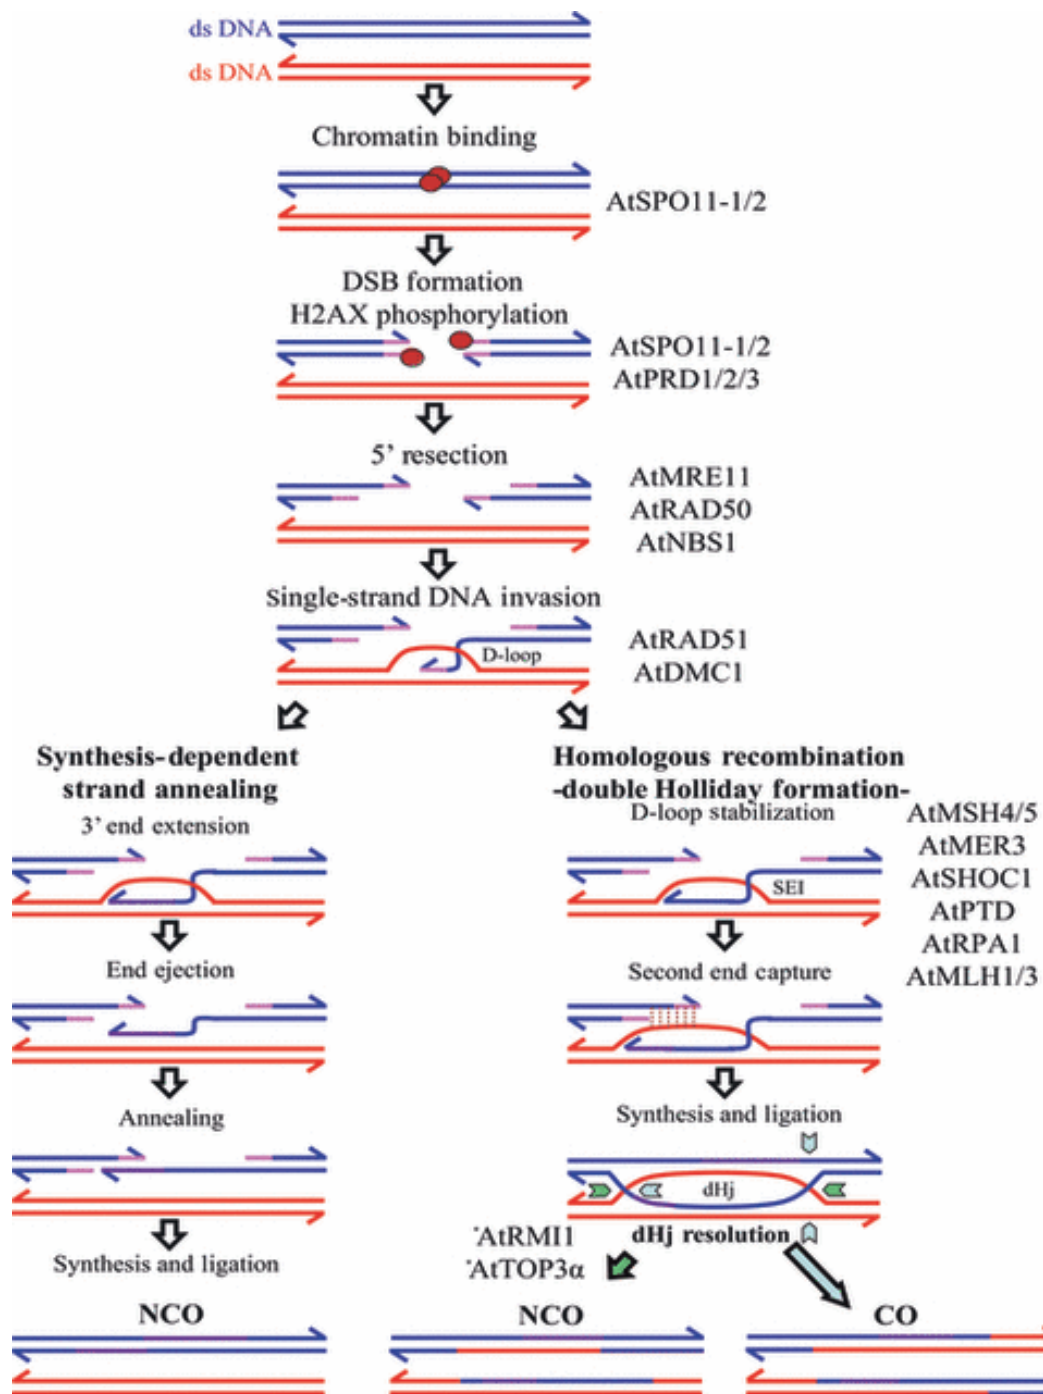 ds DNA
ds DNA
Chromatin binding
AtSPO11-1/2
DSB formation
H2AX phosphorylation
AtSPO11-1/2
AtPRD1/2/3
5’ resection
AtMRE11
AtRAD50
AtNBS1
Single-strand DNA invasion
D-loop
AtRAD51
AtDMC1
Synthesis-dependent
strand annealing
3’ end extension
End ejection
Annealing
Synthesis and ligation
NCO
Homologous recombination
-double Holliday formation-
D-loop stabilization
SEI
AtMSH4/5
AtMER3
AtSHOC1
AtPTD
AtRPA1
AtMLH1/3
Second end capture
Synthesis and ligation
dHj
dHj resolution
*AtRMI1
*AtTOP3α
NCO
CO